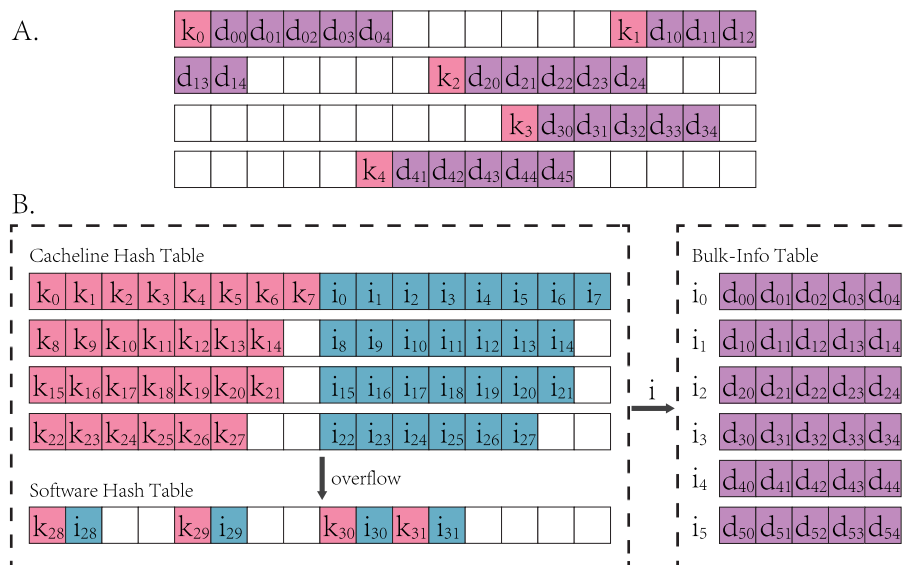 A.
k₀ d₀₀ d₀₁ d₀₂ d₀₃ d₀₄ k₁ d₁₀ d₁₁ d₁₂
d₁₃ d₁₄ k₂ d₂₀ d₂₁ d₂₂ d₂₃ d₂₄
k₃ d₃₀ d₃₁ d₃₂ d₃₃ d₃₄
k₄ d₄₁ d₄₂ d₄₃ d₄₄ d₄₅
B.
Cacheline Hash Table
k₀ k₁ k₂ k₃ k₄ k₅ k₆ k₇ i₀ i₁ i₂ i₃ i₄ i₅ i₆ i₇
k₈ k₉ k₁₀ k₁₁ k₁₂ k₁₃ k₁₄ i₈ i₉ i₁₀ i₁₁ i₁₂ i₁₃ i₁₄
k₁₅ k₁₆ k₁₇ k₁₈ k₁₉ k₂₀ k₂₁ i₁₅ i₁₆ i₁₇ i₁₈ i₁₉ i₂₀ i₂₁
k₂₂ k₂₃ k₂₄ k₂₅ k₂₆ k₂₇ i₂₂ i₂₃ i₂₄ i₂₅ i₂₆ i₂₇
overflow
Software Hash Table
k₂₈ i₂₈ k₂₉ i₂₉ k₃₀ i₃₀ k₃₁ i₃₁
i
Bulk-Info Table
i₀ d₀₀ d₀₁ d₀₂ d₀₃ d₀₄
i₁ d₁₀ d₁₁ d₁₂ d₁₃ d₁₄
i₂ d₂₀ d₂₁ d₂₂ d₂₃ d₂₄
i₃ d₃₀ d₃₁ d₃₂ d₃₃ d₃₄
i₄ d₄₀ d₄₁ d₄₂ d₄₃ d₄₄
i₅ d₅₀ d₅₁ d₅₂ d₅₃ d₅₄